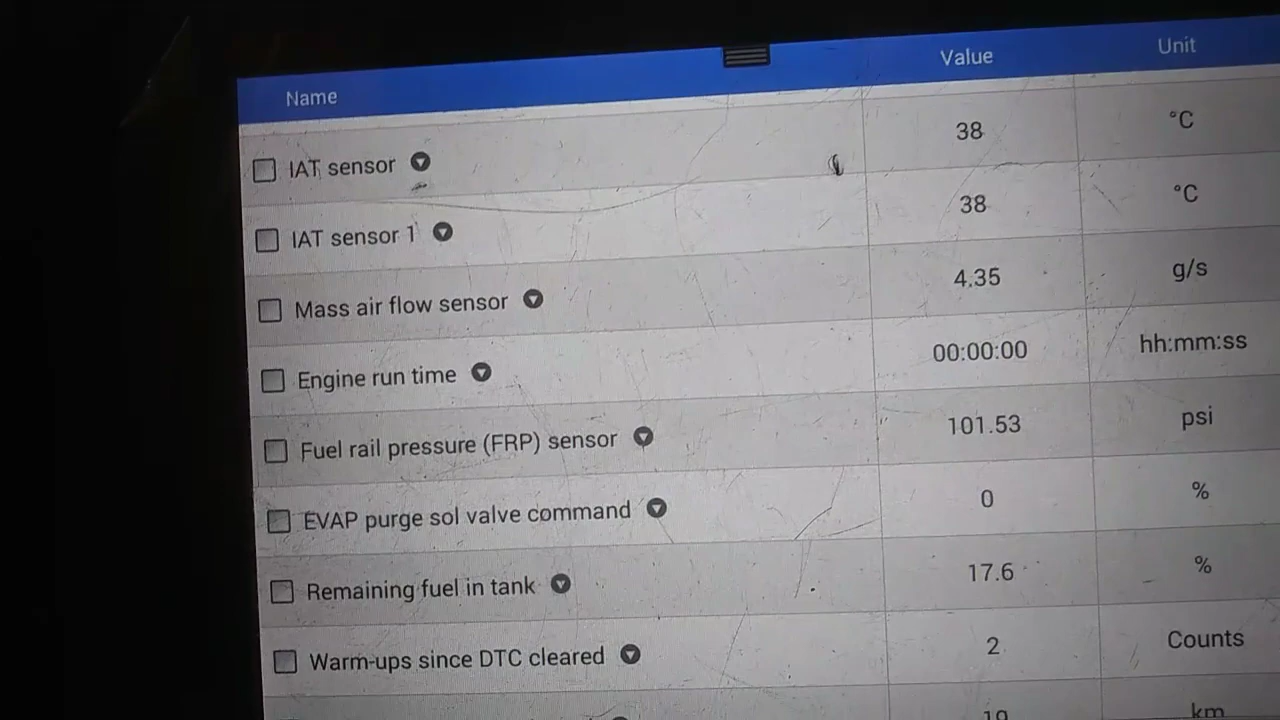 Name Value Unit
IAT sensor 38 °C
IAT sensor 1 38 °C
Mass air flow sensor 4.35 g/s
Engine run time 00:00:00 hh:mm:ss
Fuel rail pressure (FRP) sensor 101.53 psi
EVAP purge sol valve command 0 %
Remaining fuel in tank 17.6 %
Warm-ups since DTC cleared 2 Counts
km